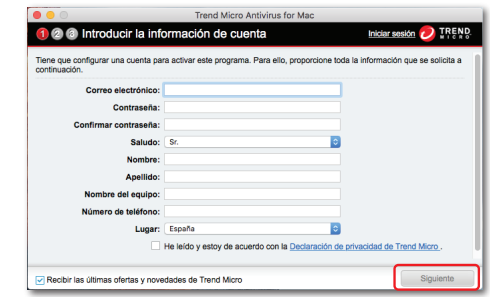 Trend Micro Antivirus for Mac
1 2 3 Introducir la información de cuenta
Iniciar sesión
TREND MICRO
Tiene que configurar una cuenta para activar este programa. Para ello, proporcione toda la información que se solicita a
continuación.
Correo electrónico:
Contraseña:
Confirmar contraseña:
Saludo: Sr.
Nombre:
Apellido:
Nombre del equipo:
Número de teléfono:
Lugar: España
He leído y estoy de acuerdo con la Declaración de privacidad de Trend Micro .
Recibir las últimas ofertas y novedades de Trend Micro
Siguiente